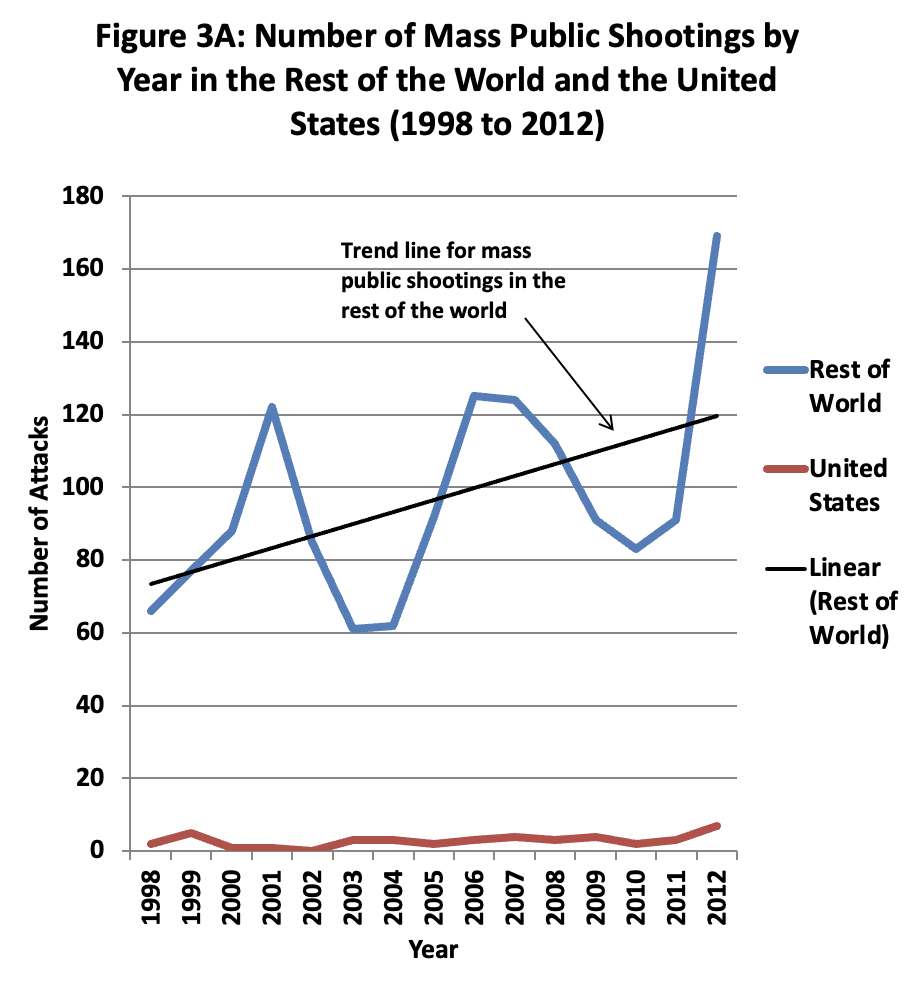 Figure 3A: Number of Mass Public Shootings by
Year in the Rest of the World and the United
States (1998 to 2012)
180
160
140
120
100
80
60
40
20
0
Number of Attacks
Trend line for mass
public shootings in the
rest of the world
Rest of
World
United
States
Linear
(Rest of
World)
1998
1999
2000
2001
2002
2003
2004
2005
2006
2007
2008
2009
2010
2011
2012
Year